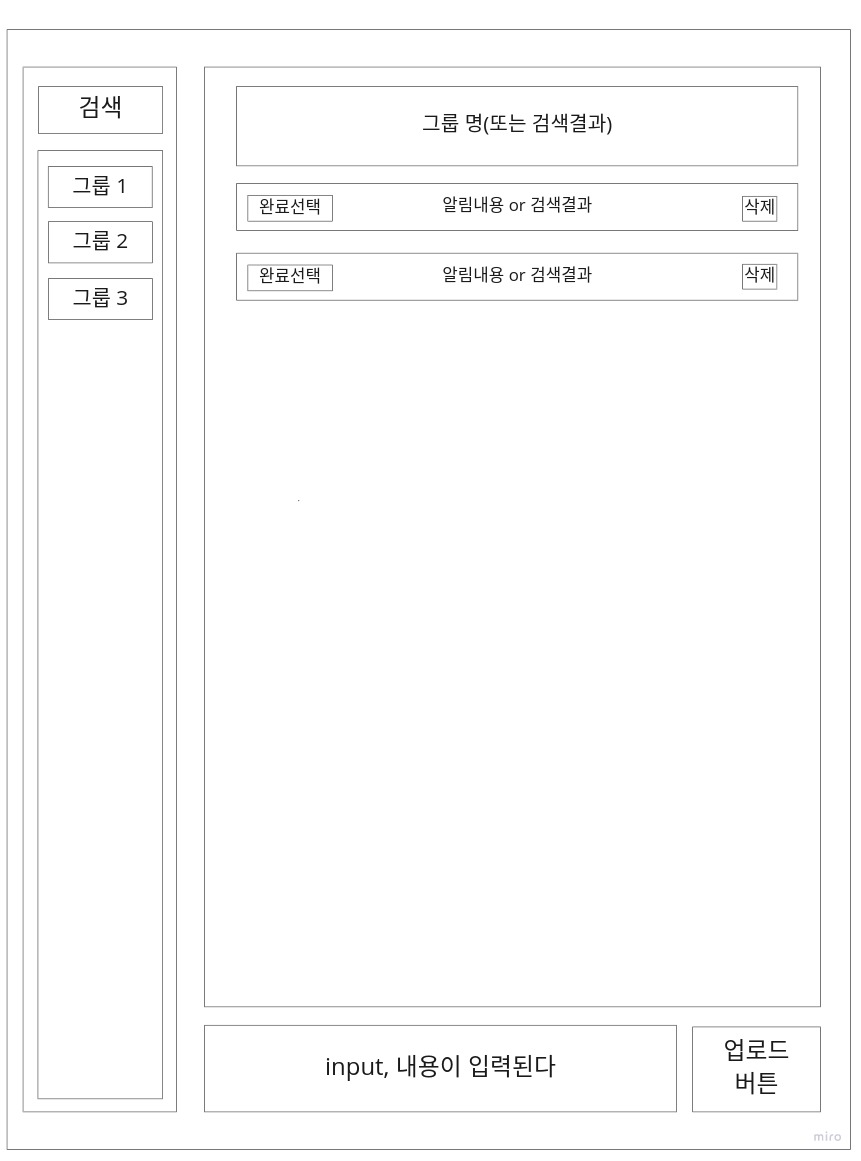 검색
그룹 1
그룹 2
그룹 3
그룹 명(또는 검색결과)
완료선택
알림내용 or 검색결과
삭제
완료선택
알림내용 or 검색결과
삭제
input, 내용이 입력된다
업로드
버튼
miro